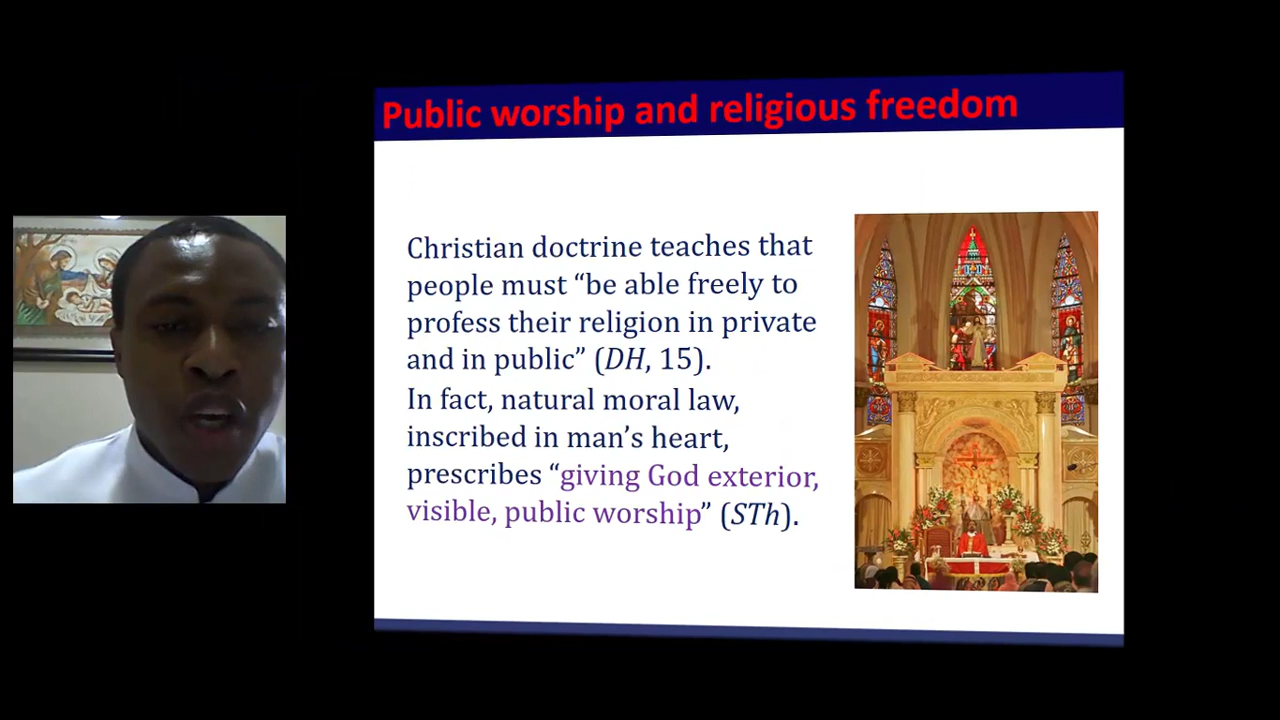 Public worship and religious freedom
Christian doctrine teaches that
people must “be able freely to
profess their religion in private
and in public” (DH, 15).
In fact, natural moral law,
inscribed in man’s heart,
prescribes “giving God exterior,
visible, public worship” (STh).